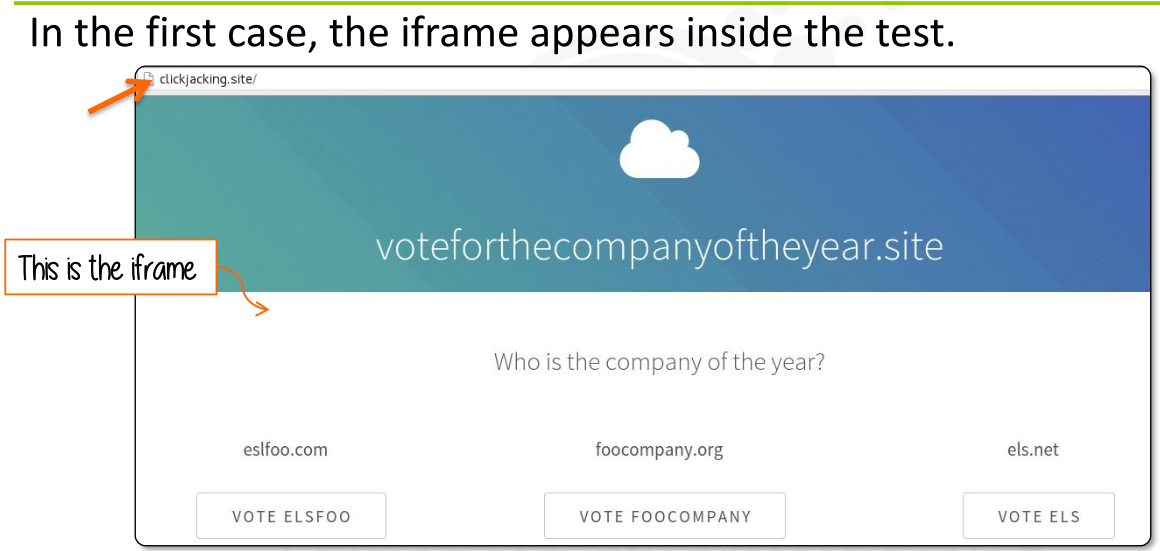 In the first case, the iframe appears inside the test.
clickjacking.site/
voteforthecompanyoftheyear.site
This is the iframe
Who is the company of the year?
eslfoo.com foocompany.org els.net
VOTE ELSFOO VOTE FOOCOMPANY VOTE ELS